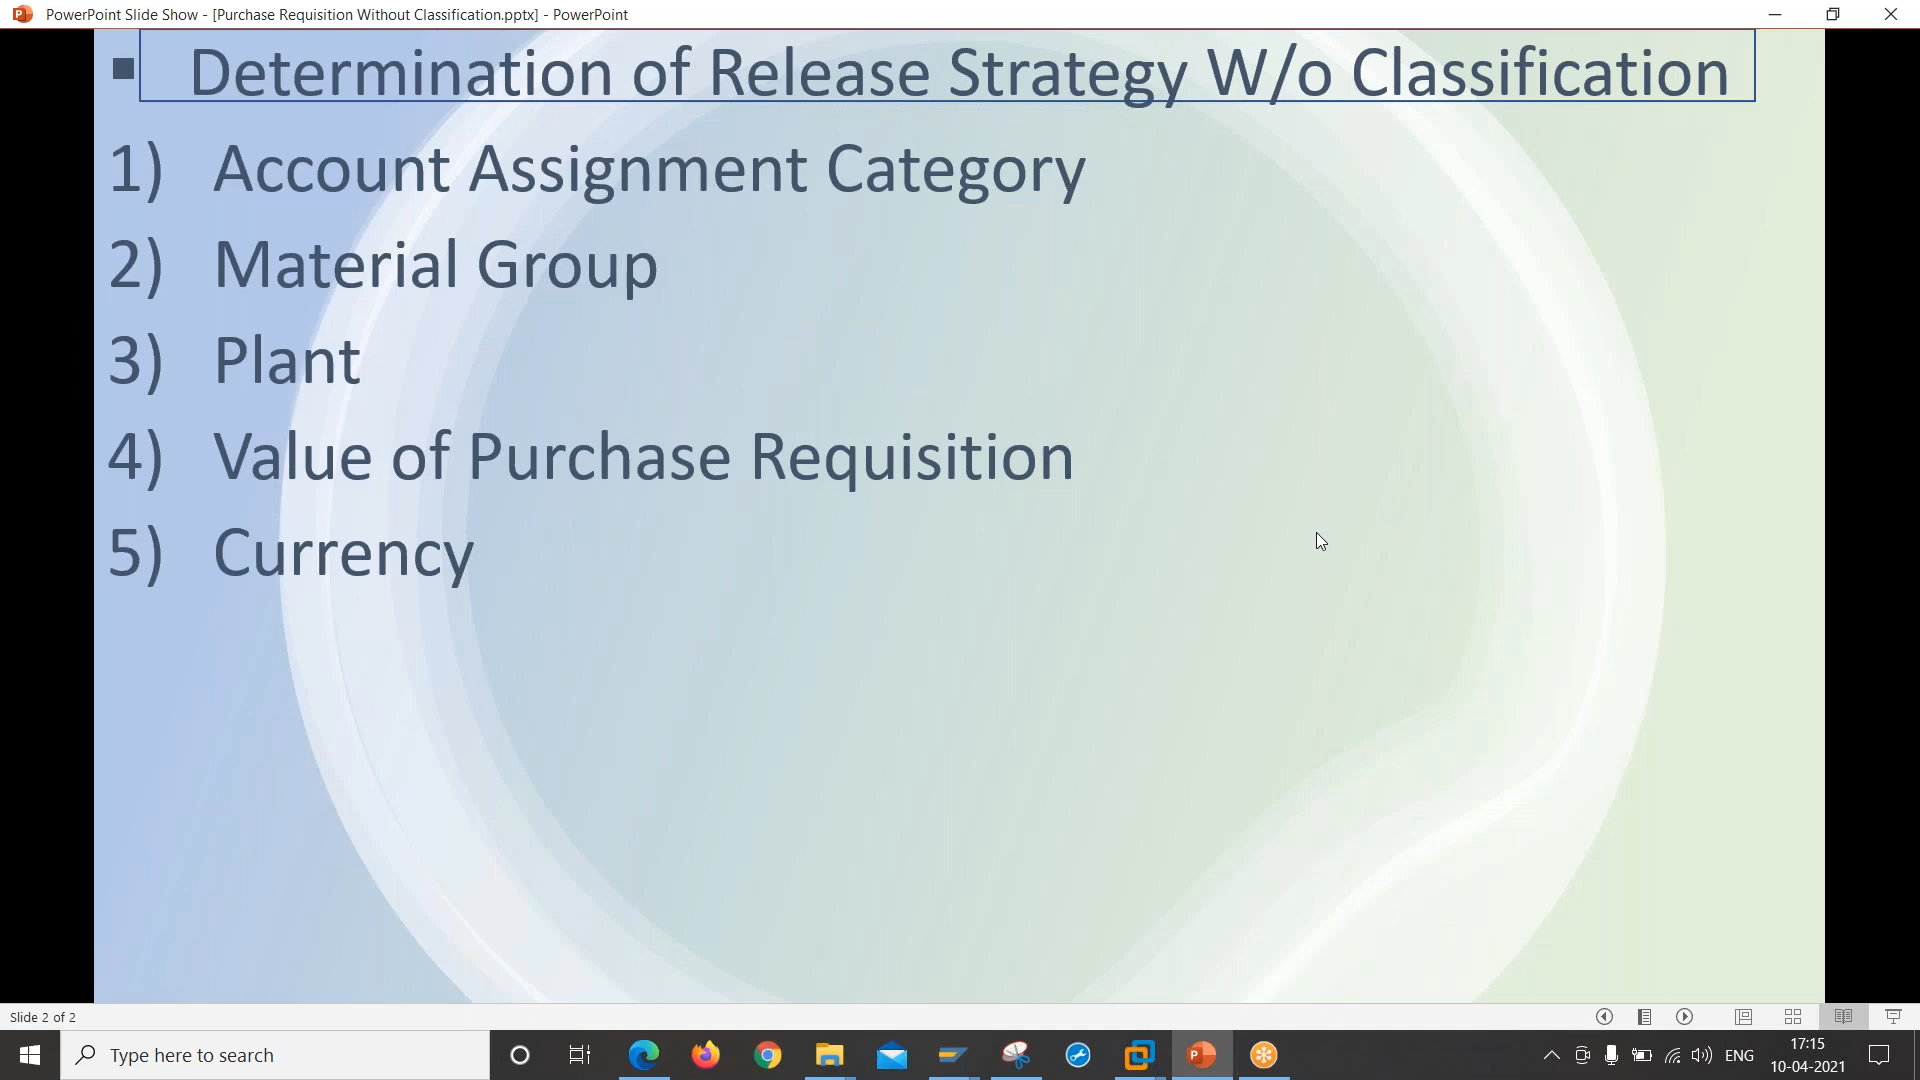 PowerPoint Slide Show - [Purchase Requisition Without Classification.pptx] - PowerPoint
▪ Determination of Release Strategy W/o Classification
1) Account Assignment Category
2) Material Group
3) Plant
4) Value of Purchase Requisition
5) Currency
Slide 2 of 2
Type here to search
ENG
17:15
10-04-2021